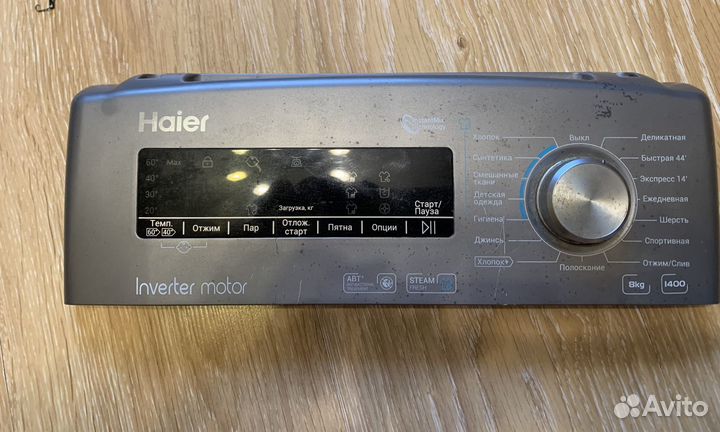 Haier
60° Max
40°
30°
20°
Загрузка, кг
Старт/
Пауза
Темп.
60° 40°
Отжим
Пар
Отлож.
старт
Пятна
Опции
Inverter motor
ABT®
STEAM
FRESH
Хлопок
Синтетика
Смешанные
ткани
Детская
одежда
Гигиена
Джинсы
Хлопок
Выкл
Полоскание
Деликатная
Быстрая 44'
Экспресс 14'
Ежедневная
Шерсть
Спортивная
Отжим/Слив
8kg
1400
Avito